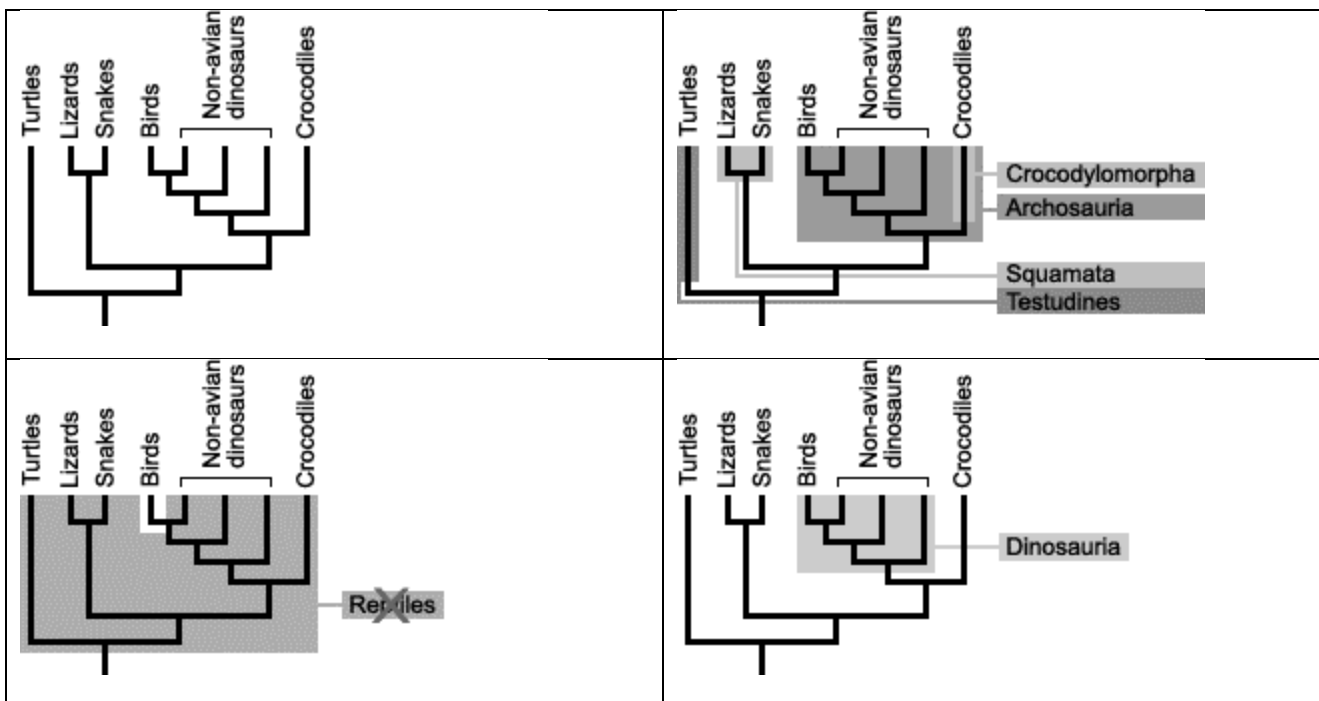 Turtles
Lizards
Snakes
Birds
Non-avian
dinosaurs
Crocodiles
Turtles
Lizards
Snakes
Birds
Non-avian
dinosaurs
Crocodiles
Crocodylomorpha
Archosauria
Squamata
Testudines
Turtles
Lizards
Snakes
Birds
Non-avian
dinosaurs
Crocodiles
Reptiles
Turtles
Lizards
Snakes
Birds
Non-avian
dinosaurs
Crocodiles
Dinosauria